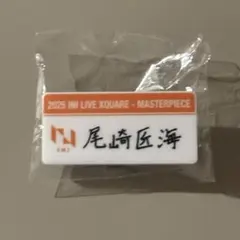 2025 INI LIVE XQUARE - MASTERPIECE
尾崎匠海